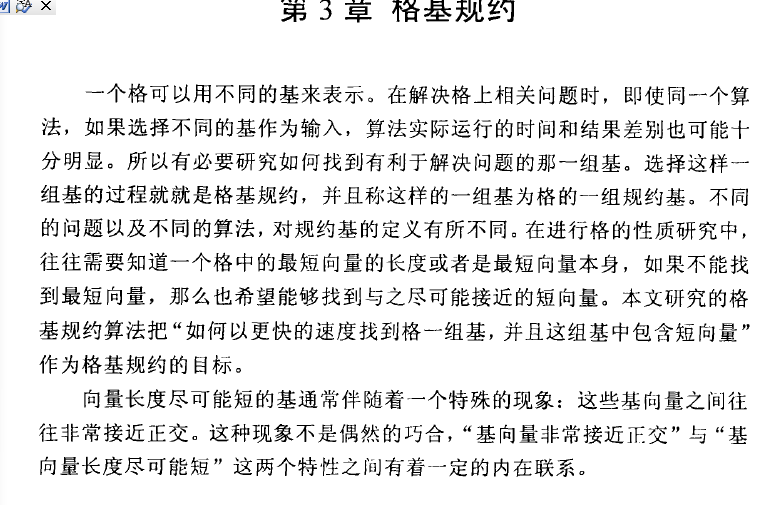 第 3 章 格基规约
一个格可以用不同的基来表示。在解决格上相关问题时，即使同一个算
法，如果选择不同的基作为输入，算法实际运行的时间和结果差别也可能十
分明显。所以有必要研究如何找到有利于解决问题的那一组基。选择这样一
组基的过程就就是格基规约，并且称这样的一组基为格的一组规约基。不同
的问题以及不同的算法，对规约基的定义有所不同。在进行格的性质研究中，
往往需要知道一个格中的最短向量的长度或者是最短向量本身，如果不能找
到最短向量，那么也希望能够找到与之尽可能接近的短向量。本文研究的格
基规约算法把“如何以更快的速度找到格一组基，并且这组基中包含短向量”
作为格基规约的目标。
向量长度尽可能短的基通常伴随着一个特殊的现象：这些基向量之间往
往非常接近正交。这种现象不是偶然的巧合，“基向量非常接近正交”与“基
向量长度尽可能短”这两个特性之间有着一定的内在联系。